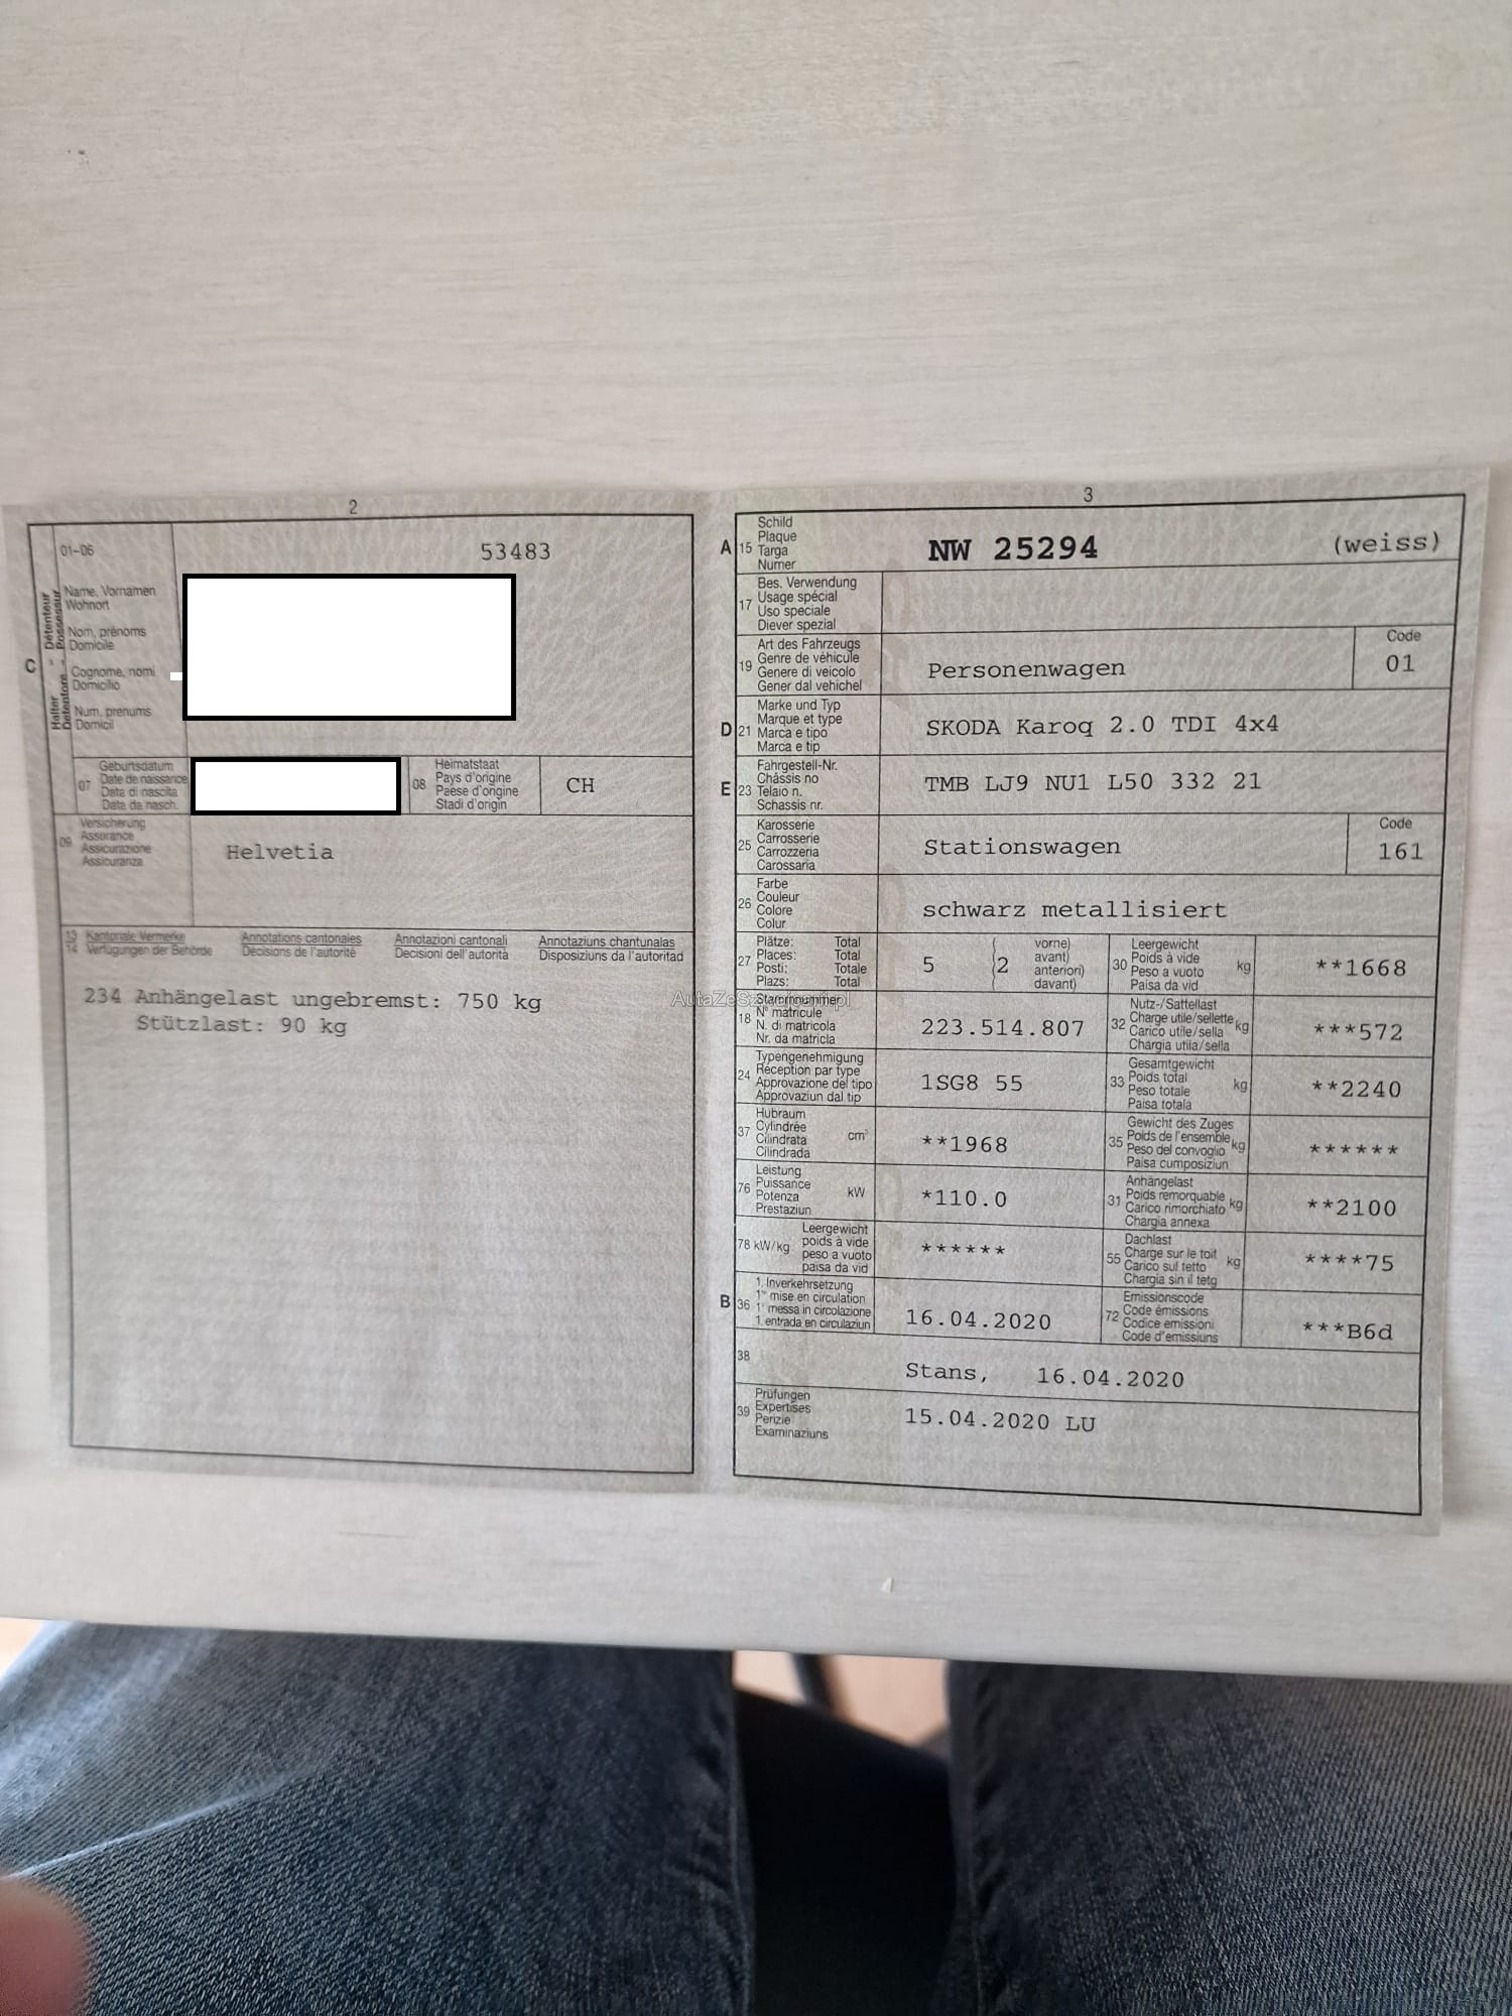 2
01-06
53483
Halter - Détenteur
Detentore - Possessur
C
Name, Vornamen
Wohnort
Nom, prénoms
Domicile
Cognome, nomi
Domicilio
Num, prenums
Domicil
07
Geburtsdatum
Date de naissance
Data di nascita
Data da nasch.
08
Heimatstaat
Pays d'origine
Paese d'origine
Stadi d'origin
CH
09
Versicherung
Assurance
Assicurazione
Assicuranza
Helvetia
13 Kantonale Vermerke Annotations cantonales Annotazioni cantonali Annotaziuns chantunalas
14 Verfügungen der Behörde Décisions de l'autorité Decisioni dell'autorità Disposiziuns da l'autoritad
234 Anhängelast ungebremst: 750 kg
Stützlast: 90 kg
AutaZeSzwajcarii.pl
3
A 15
Schild
Plaque
Targa
Numer
NW 25294 (weiss)
17
Bes. Verwendung
Usage spécial
Uso speciale
Diever spezial
19
Art des Fahrzeugs
Genre de véhicule
Genere di veicolo
Gener dal vehichel
Personenwagen
Code
01
D 21
Marke und Typ
Marque et type
Marca e tipo
Marca e tip
SKODA Karoq 2.0 TDI 4x4
E 23
Fahrgestell-Nr.
Châssis no
Telaio n.
Schassis nr.
TMB LJ9 NU1 L50 332 21
25
Karosserie
Carrosserie
Carrozzeria
Carossaria
Stationswagen
Code
161
26
Farbe
Couleur
Colore
Colur
schwarz metallisiert
27
Plätze: Total
Places: Total
Posti: Totale
Plazs: Total
5
(2
vorne)
avant)
anteriori)
davant)
30
Leergewicht
Poids à vide
Peso a vuoto
Paisa da vid
kg
**1668
18
Stammnummer
N° matricule
N. di matricola
Nr. da matricla
223.514.807
32
Nutz-/Sattellast
Charge utile/sellette
Carico utile/sella
Chargia utila/sella
kg
***572
24
Typengenehmigung
Réception par type
Approvazione del tipo
Approvaziun dal tip
1SG8 55
33
Gesamtgewicht
Poids total
Peso totale
Paisa totala
kg
**2240
37
Hubraum
Cylindrée
Cilindrata
Cilindrada
cm³
**1968
35
Gewicht des Zuges
Poids de l'ensemble
Peso del convoglio
Paisa cumposiziun
kg
******
76
Leistung
Puissance
Potenza
Prestaziun
kW
*110.0
31
Anhängelast
Poids remorquable
Carico rimorchiato
Chargia annexa
kg
**2100
78 kW/kg
Leergewicht
poids à vide
peso a vuoto
paisa da vid
******
55
Dachlast
Charge sur le toit
Carico sul tetto
Chargia sin il tetg
kg
****75
B 36
1. Inverkehrsetzung
1re mise en circulation
1a messa in circolazione
1. entrada en circulaziun
16.04.2020
72
Emissionscode
Code émissions
Codice emissioni
Code d'emissiuns
***B6d
38
Stans, 16.04.2020
39
Prüfungen
Expertises
Perizie
Examinaziuns
15.04.2020 LU